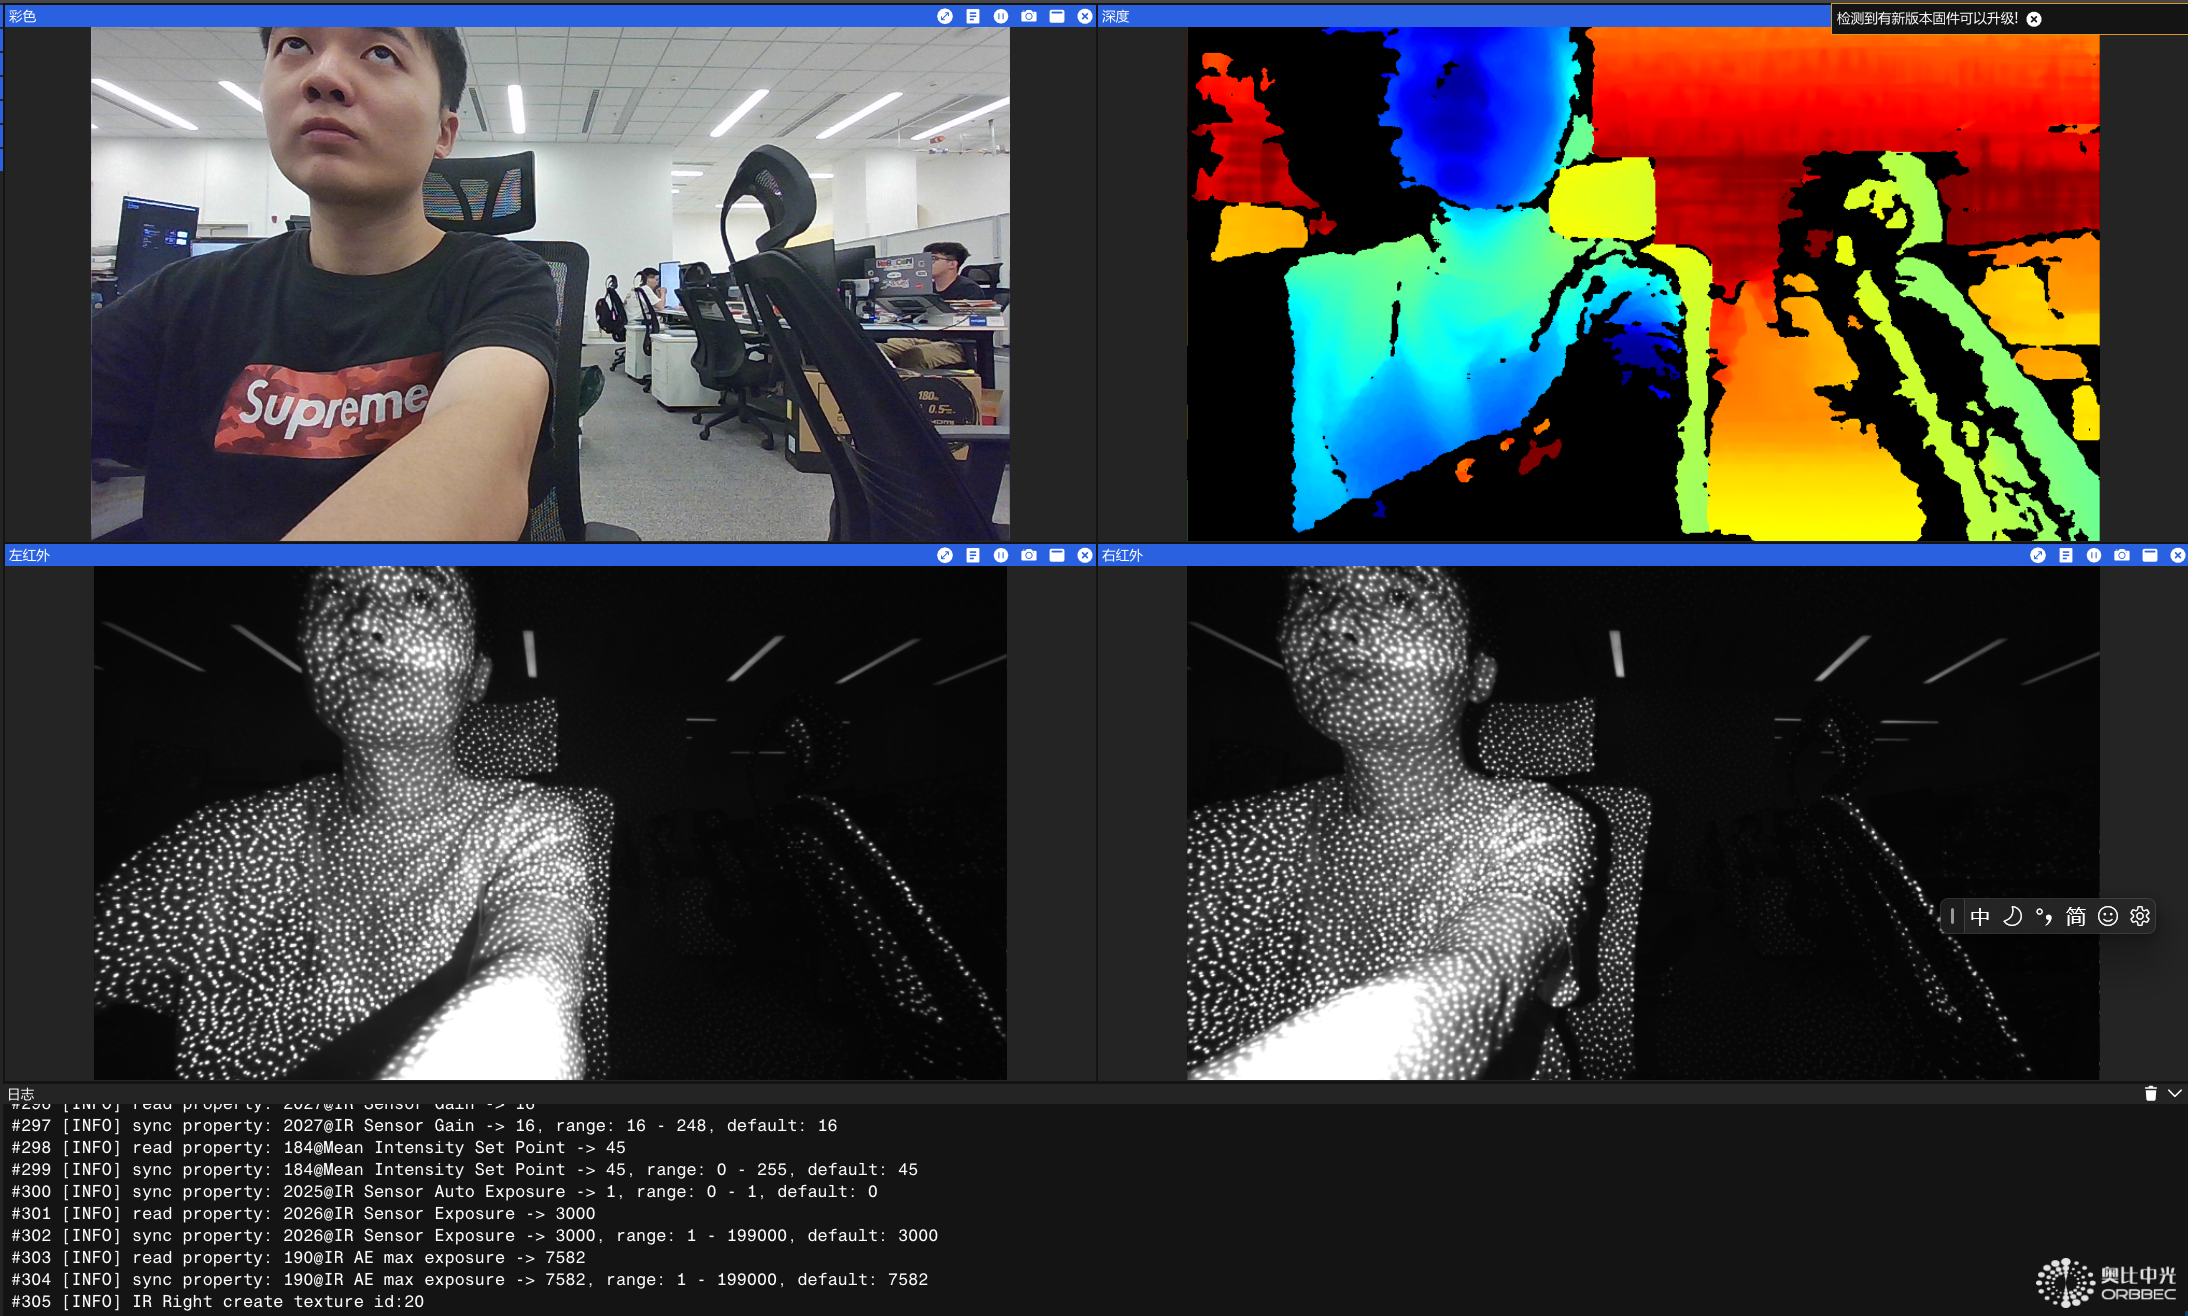 彩色
深度
检测到有新版本固件可以升级!
Supreme
180
0.5
左红外
右红外
中 简
日志
#296 [INFO] read property: 2027@IR Sensor Gain -> 16
#297 [INFO] sync property: 2027@IR Sensor Gain -> 16, range: 16 - 248, default: 16
#298 [INFO] read property: 184@Mean Intensity Set Point -> 45
#299 [INFO] sync property: 184@Mean Intensity Set Point -> 45, range: 0 - 255, default: 45
#300 [INFO] sync property: 2025@IR Sensor Auto Exposure -> 1, range: 0 - 1, default: 0
#301 [INFO] read property: 2026@IR Sensor Exposure -> 3000
#302 [INFO] sync property: 2026@IR Sensor Exposure -> 3000, range: 1 - 199000, default: 3000
#303 [INFO] read property: 190@IR AE max exposure -> 7582
#304 [INFO] sync property: 190@IR AE max exposure -> 7582, range: 1 - 199000, default: 7582
#305 [INFO] IR Right create texture id:20
奥比中光
ORBBEC